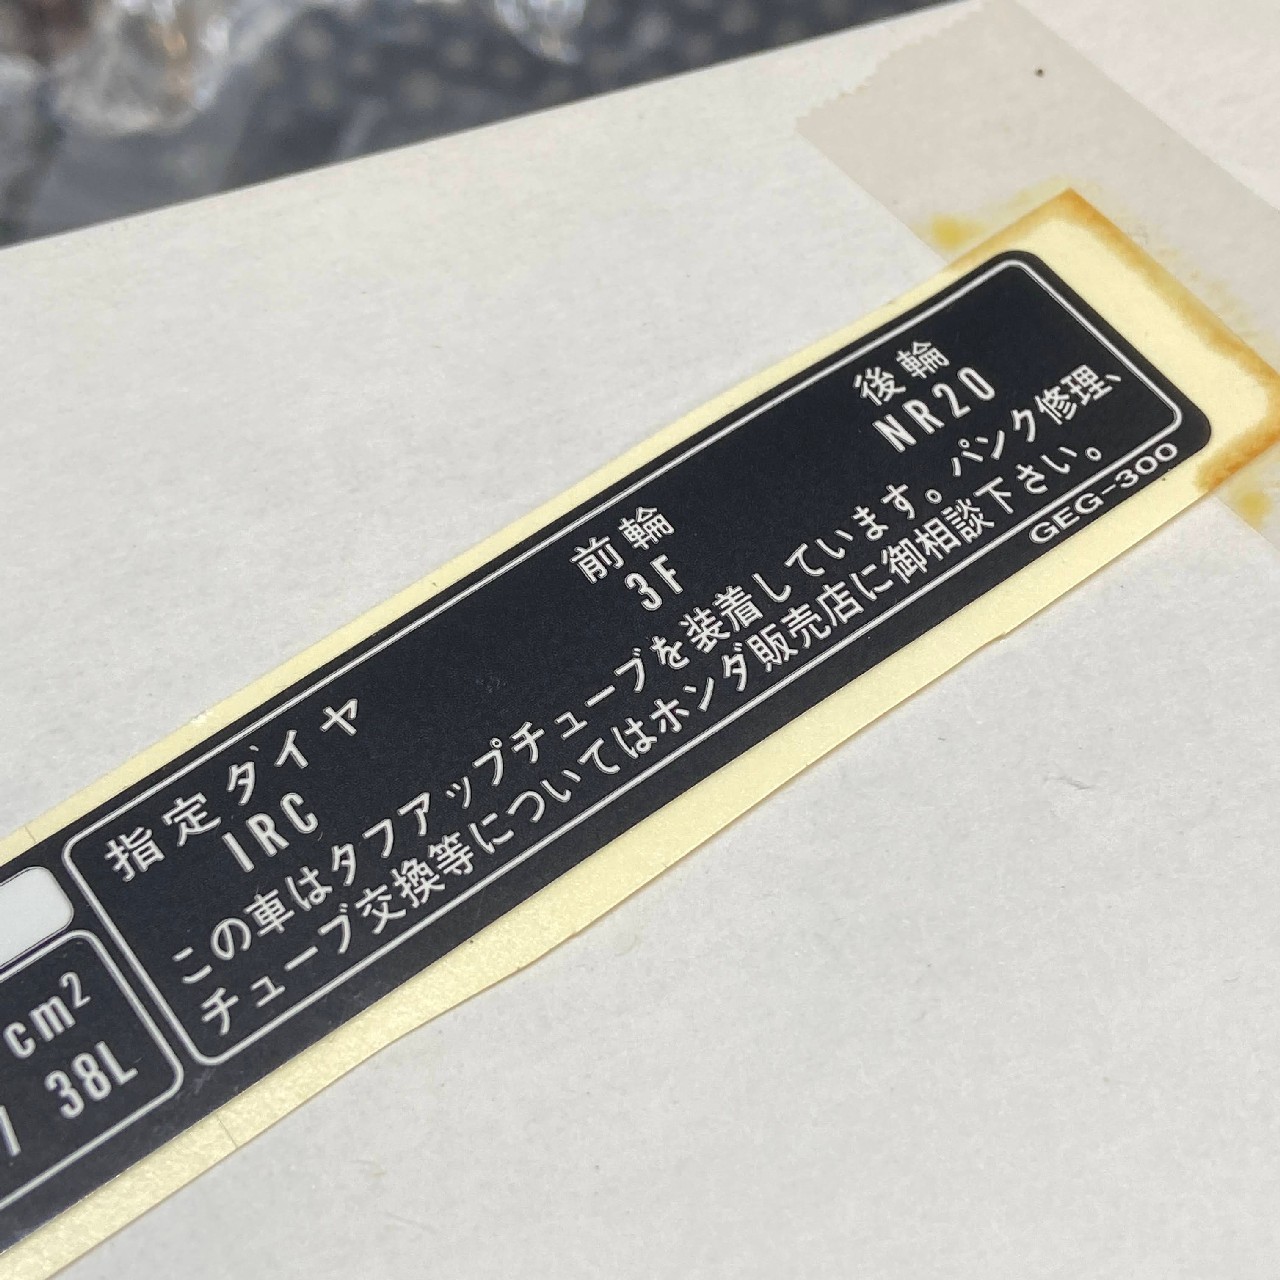 指定タイヤ 前輪 後輪
IRC 3F NR20
この車はタフアップチューブを装着しています。パンク修理、
チューブ交換等についてはホンダ販売店に御相談下さい。
GEG-300
cm2
38L